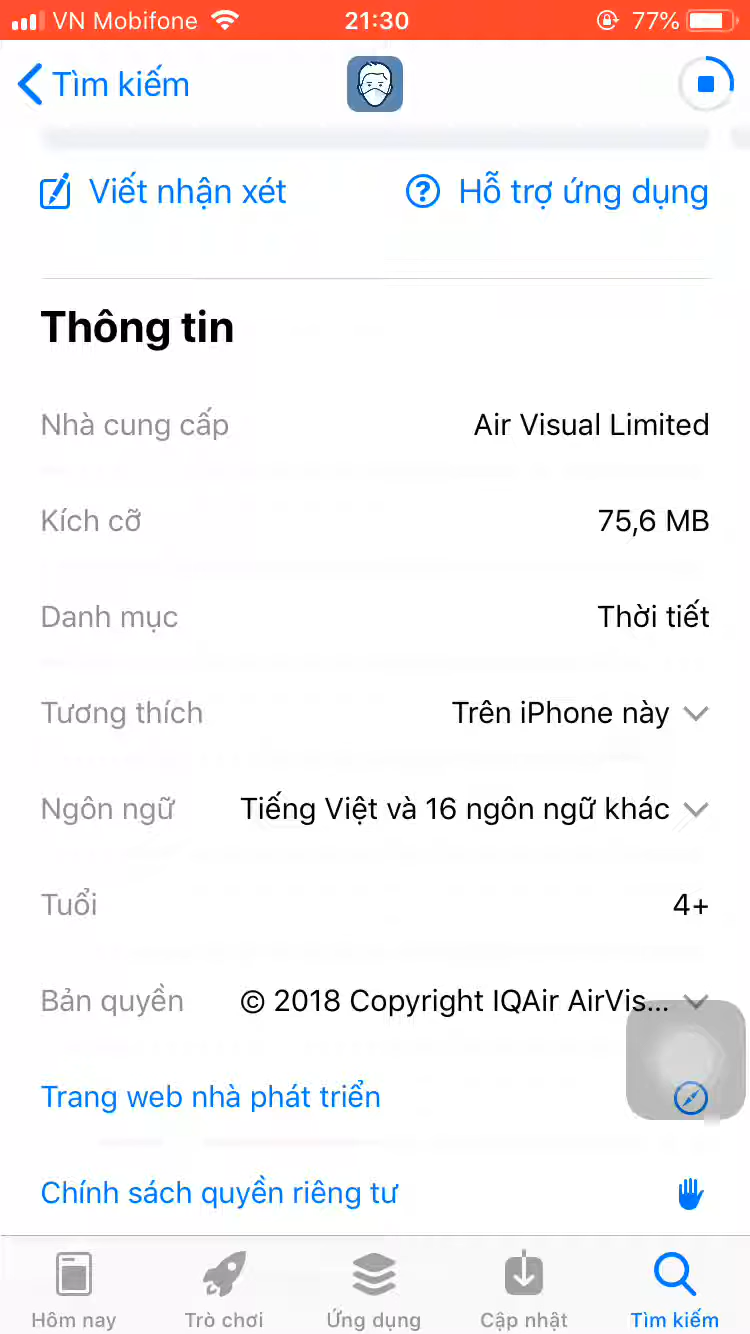 VN Mobifone 21:30 77%
Tìm kiếm
Viết nhận xét Hỗ trợ ứng dụng
Thông tin
Nhà cung cấp Air Visual Limited
Kích cỡ 75,6 MB
Danh mục Thời tiết
Tương thích Trên iPhone này
Ngôn ngữ Tiếng Việt và 16 ngôn ngữ khác
Tuổi 4+
Bản quyền © 2018 Copyright IQAir AirVis...
Trang web nhà phát triển
Chính sách quyền riêng tư
Hôm nay Trò chơi Ứng dụng Cập nhật Tìm kiếm